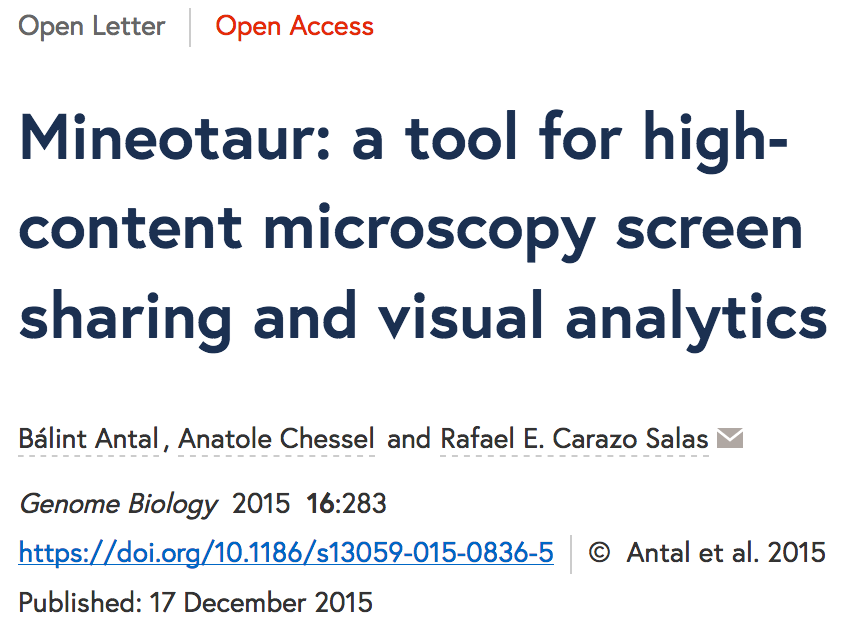 Open Letter | Open Access
Mineotaur: a tool for high-
content microscopy screen
sharing and visual analytics
Bálint Antal, Anatole Chessel and Rafael E. Carazo Salas
Genome Biology 2015 16:283
https://doi.org/10.1186/s13059-015-0836-5 | © Antal et al. 2015
Published: 17 December 2015